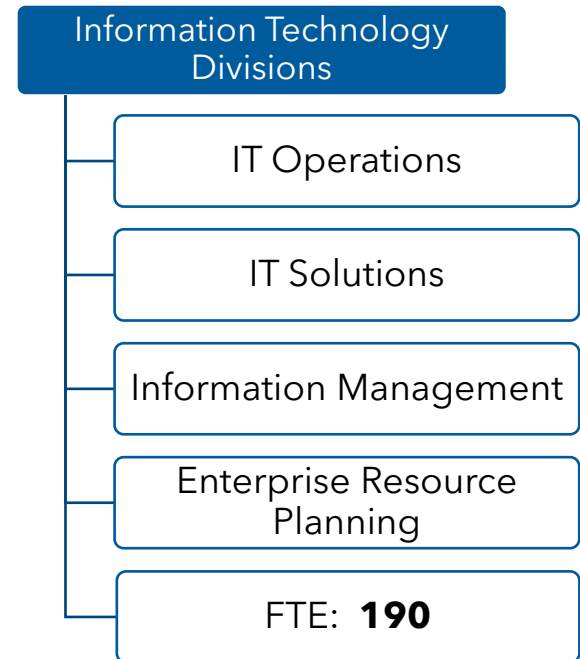 Information Technology
Divisions
IT Operations
IT Solutions
Information Management
Enterprise Resource
Planning
FTE: 190